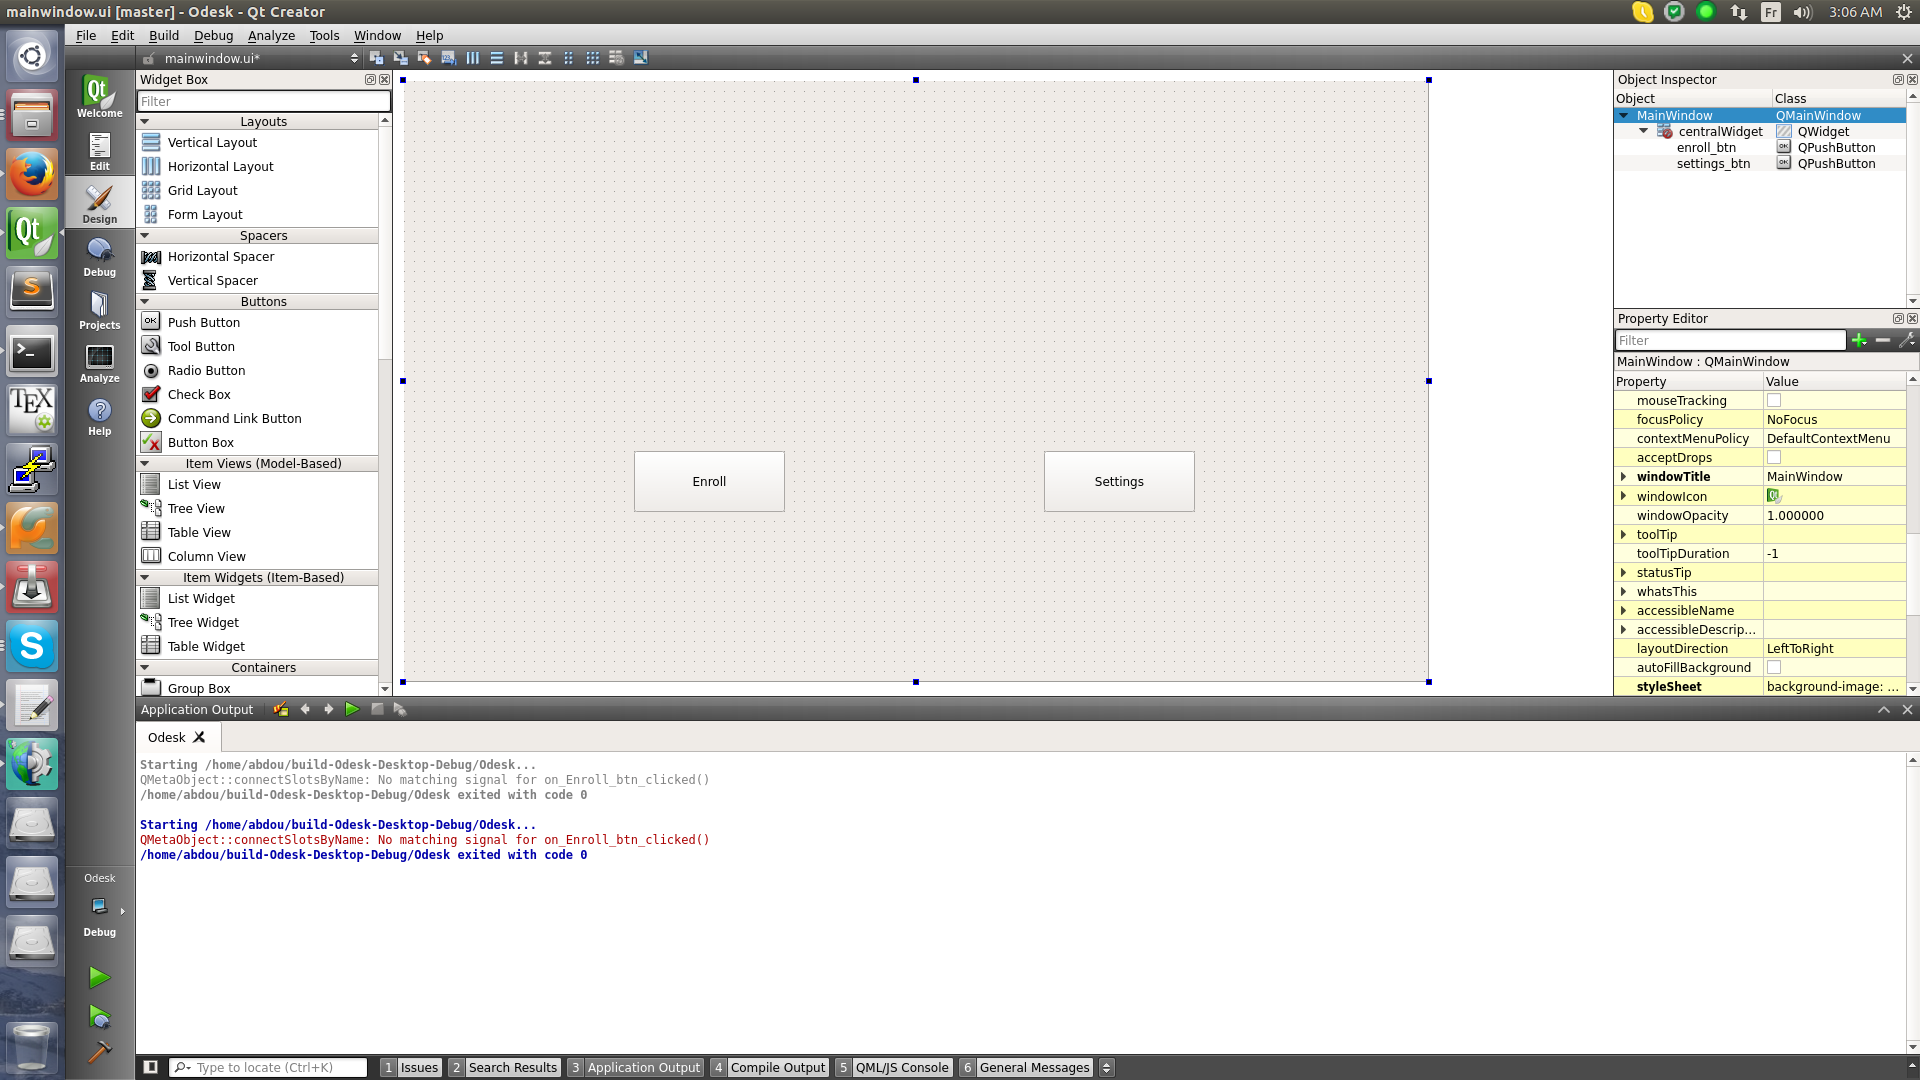 mainwindow.ui [master] - Odesk - Qt Creator
Fr
3:06 AM
File Edit Build Debug Analyze Tools Window Help
mainwindow.ui*
Welcome
Edit
Design
Debug
Projects
Analyze
Help
Odesk
Debug
Widget Box
Filter
Layouts
Vertical Layout
Horizontal Layout
Grid Layout
Form Layout
Spacers
Horizontal Spacer
Vertical Spacer
Buttons
Push Button
Tool Button
Radio Button
Check Box
Command Link Button
Button Box
Item Views (Model-Based)
List View
Tree View
Table View
Column View
Item Widgets (Item-Based)
List Widget
Tree Widget
Table Widget
Containers
Group Box
Enroll
Settings
Object Inspector
Object Class
MainWindow QMainWindow
centralWidget QWidget
enroll_btn QPushButton
settings_btn QPushButton
Property Editor
Filter
MainWindow : QMainWindow
Property Value
mouseTracking
focusPolicy NoFocus
contextMenuPolicy DefaultContextMenu
acceptDrops
windowTitle MainWindow
windowIcon
windowOpacity 1.000000
toolTip
toolTipDuration -1
statusTip
whatsThis
accessibleName
accessibleDescrip...
layoutDirection LeftToRight
autoFillBackground
styleSheet background-image: ...
Application Output
Odesk
Starting /home/abdou/build-Odesk-Desktop-Debug/Odesk...
QMetaObject::connectSlotsByName: No matching signal for on_Enroll_btn_clicked()
/home/abdou/build-Odesk-Desktop-Debug/Odesk exited with code 0
Starting /home/abdou/build-Odesk-Desktop-Debug/Odesk...
QMetaObject::connectSlotsByName: No matching signal for on_Enroll_btn_clicked()
/home/abdou/build-Odesk-Desktop-Debug/Odesk exited with code 0
Type to locate (Ctrl+K)
1 Issues
2 Search Results
3 Application Output
4 Compile Output
5 QML/JS Console
6 General Messages
Qt
Qt
S
TEX
S